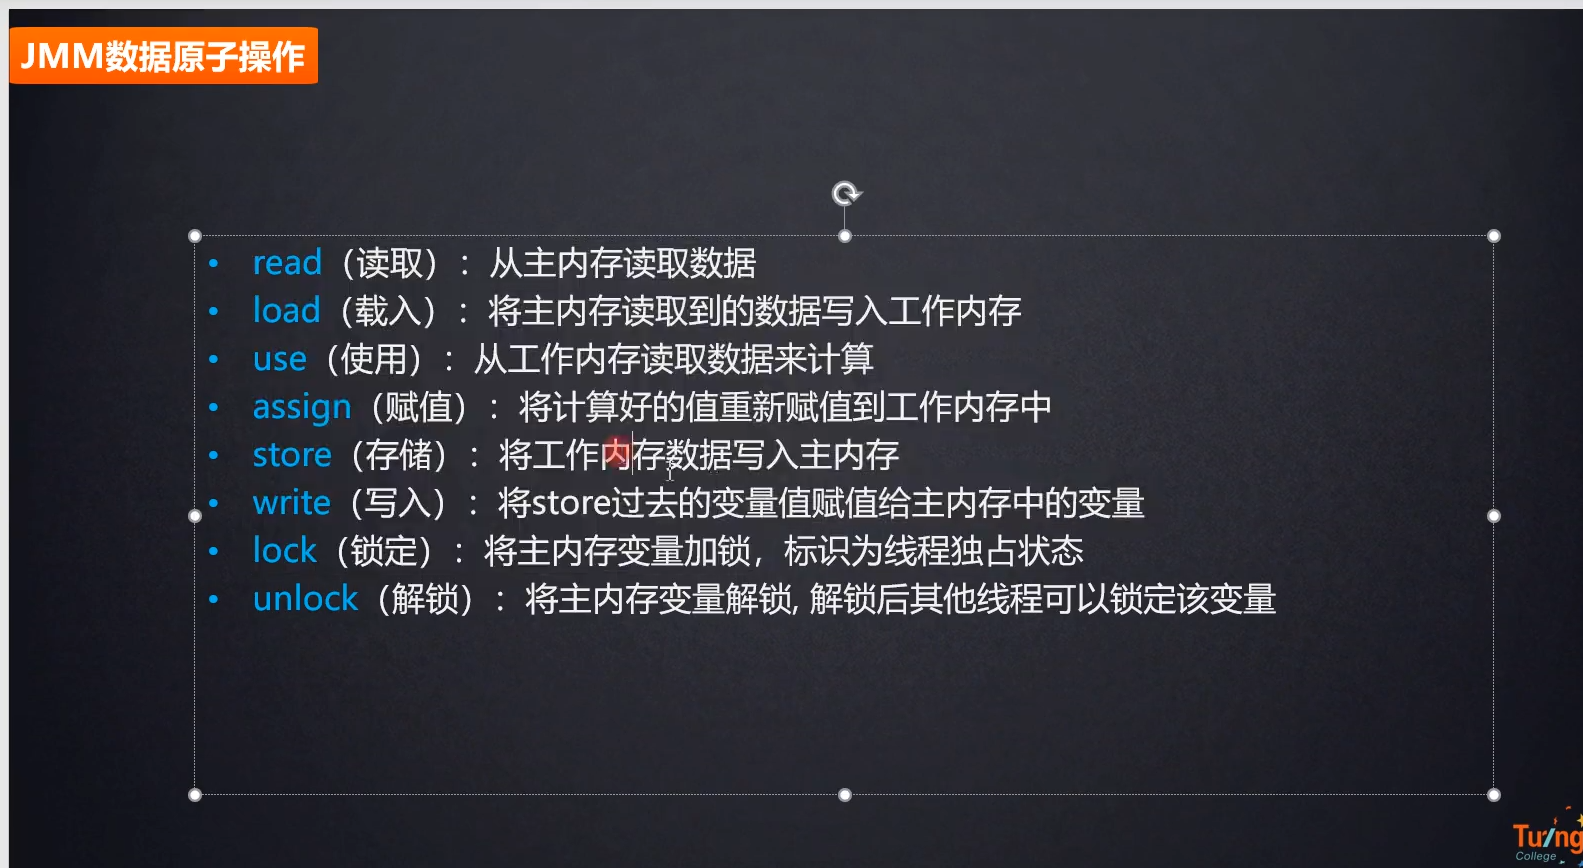 JMM数据原子操作
• read（读取）：从主内存读取数据
• load（载入）：将主内存读取到的数据写入工作内存
• use（使用）：从工作内存读取数据来计算
• assign（赋值）：将计算好的值重新赋值到工作内存中
• store（存储）：将工作内存数据写入主内存
• write（写入）：将store过去的变量值赋值给主内存中的变量
• lock（锁定）：将主内存变量加锁，标识为线程独占状态
• unlock（解锁）：将主内存变量解锁, 解锁后其他线程可以锁定该变量
Turing
College